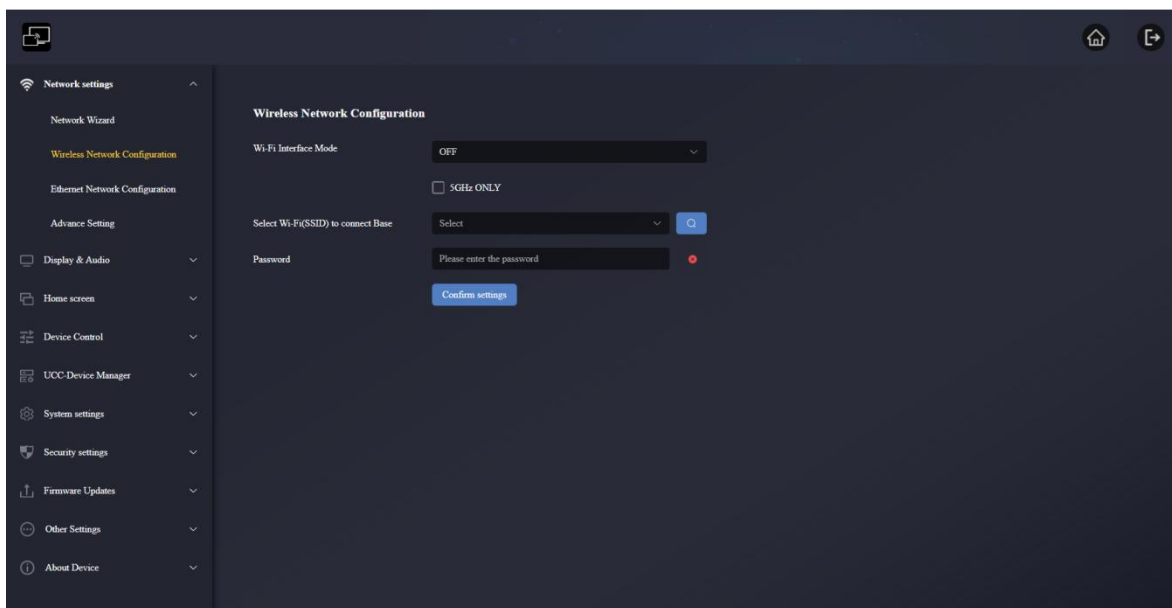 Network settings
Network Wizard
Wireless Network Configuration
Ethernet Network Configuration
Advance Setting
Display & Audio
Home screen
Device Control
UCC-Device Manager
System settings
Security settings
Firmware Updates
Other Settings
About Device
Wireless Network Configuration
Wi-Fi Interface Mode
OFF
5GHz ONLY
Select Wi-Fi(SSID) to connect Base
Select
Password
Please enter the password
Confirm settings